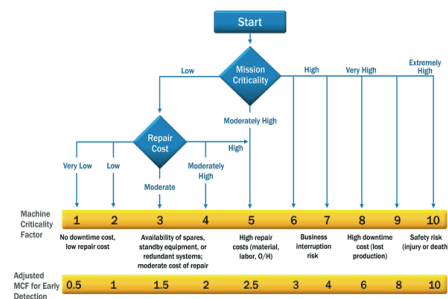 Start
Mission
Criticality
Low
High
Very High
Extremely
High
Moderately High
Repair
Cost
High
Very Low
Low
Moderately
High
Moderate
Machine
Criticality
Factor
1 2 3 4 5 6 7 8 9 10
No downtime cost,
low repair cost
Availability of spares,
standby equipment, or
redundant systems;
moderate cost of repair
High repair
costs (material,
labor, O/H)
Business
interruption
risk
High downtime
cost (lost
production)
Safety risk
(injury or death)
Adjusted
MCF for Early
Detection
0.5 1 1.5 2 2.5 3 4 6 8 10